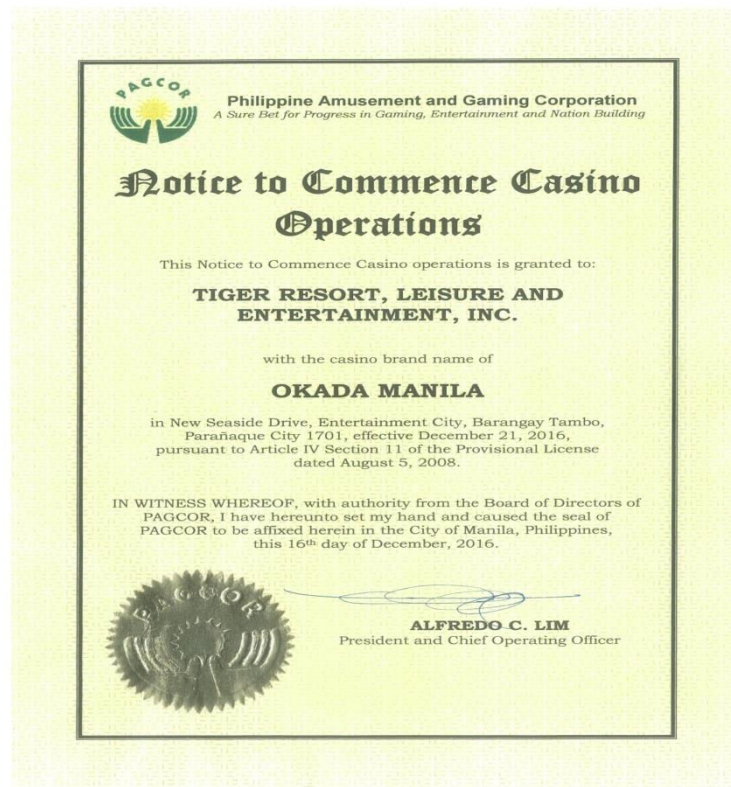 PAGCOR
Philippine Amusement and Gaming Corporation
A Sure Bet for Progress in Gaming, Entertainment and Nation Building
Notice to Commence Casino
Operations
This Notice to Commence Casino operations is granted to:
TIGER RESORT, LEISURE AND
ENTERTAINMENT, INC.
with the casino brand name of
OKADA MANILA
in New Seaside Drive, Entertainment City, Barangay Tambo,
Parañaque City 1701, effective December 21, 2016,
pursuant to Article IV Section 11 of the Provisional License
dated August 5, 2008.
IN WITNESS WHEREOF, with authority from the Board of Directors of
PAGCOR, I have hereunto set my hand and caused the seal of
PAGCOR to be affixed herein in the City of Manila, Philippines,
this 16th day of December, 2016.
PAGCOR
ALFREDO C. LIM
President and Chief Operating Officer